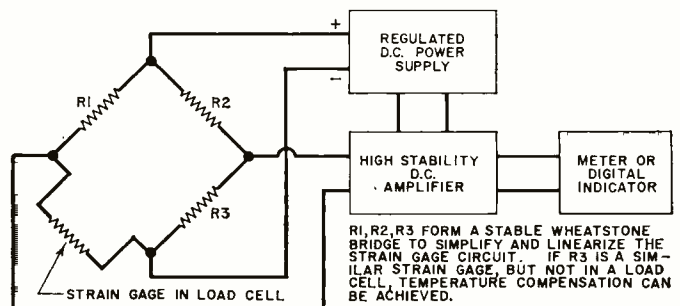 +
REGULATED
D.C. POWER
SUPPLY
−
R1
R2
HIGH STABILITY
D.C.
AMPLIFIER
METER OR
DIGITAL
INDICATOR
R3
STRAIN GAGE IN LOAD CELL
R1,R2,R3 FORM A STABLE WHEATSTONE
BRIDGE TO SIMPLIFY AND LINEARIZE THE
STRAIN GAGE CIRCUIT. IF R3 IS A SIM-
ILAR STRAIN GAGE, BUT NOT IN A LOAD
CELL, TEMPERATURE COMPENSATION CAN
BE ACHIEVED.